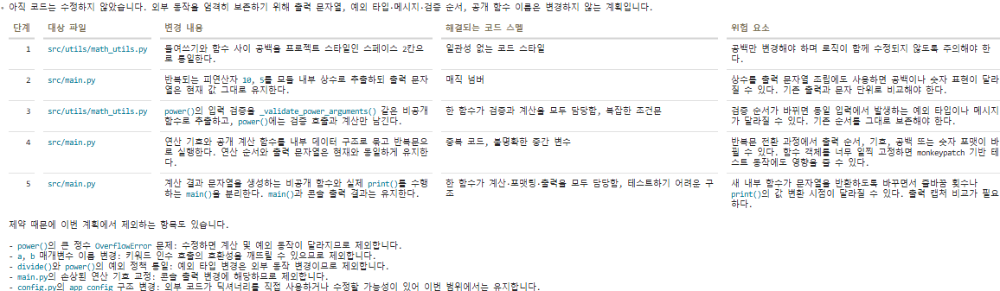 • 아직 코드는 수정하지 않았습니다. 외부 동작을 엄격히 보존하기 위해 출력 문자열, 예외 타입·메시지·검증 순서, 공개 함수 이름은 변경하지 않는 계획입니다.
단계 대상 파일 변경 내용 해결되는 코드 스멜 위험 요소
1 src/utils/math_utils.py 들여쓰기와 함수 사이 공백을 프로젝트 스타일인 스페이스 2칸으 일관성 없는 코드 스타일 공백만 변경해야 하며 로직이 함께 수정되지 않도록 주의해야 한
로 통일한다. 다.
2 src/main.py 반복되는 피연산자 10, 5를 모듈 내부 상수로 추출하되 출력 문자 매직 넘버 상수를 출력 문자열 조립에도 사용하면 공백이나 숫자 표현이 달라
열은 현재 값 그대로 유지한다. 질 수 있다. 기존 출력과 문자 단위로 비교해야 한다.
3 src/utils/math_utils.py power()의 입력 검증을 _validate_power_arguments() 같은 비공개 한 함수가 검증과 계산을 모두 담당함, 복잡한 조건문 검증 순서가 바뀌면 동일 입력에서 발생하는 예외 타입이나 메시지
함수로 추출하고, power()에는 검증 호출과 계산만 남긴다. 가 달라질 수 있다. 기존 순서를 그대로 보존해야 한다.
4 src/main.py 연산 기호와 공개 계산 함수를 내부 데이터 구조로 묶고 반복문으 중복 코드, 불명확한 중간 변수 반복문 전환 과정에서 출력 순서, 기호, 공백 또는 숫자 포맷이 바
로 실행한다. 연산 순서와 출력 문자열은 현재와 동일하게 유지한 뀔 수 있다. 함수 객체를 너무 일찍 고정하면 monkeypatch 기반 테
다. 스트 동작에도 영향을 줄 수 있다.
5 src/main.py 계산 결과 문자열을 생성하는 비공개 함수와 실제 print()를 수행 한 함수가 계산·포맷팅·출력을 모두 담당함, 테스트하기 어려운 구 새 내부 함수가 문자열을 반환하도록 바꾸면서 줄바꿈 횟수나
하는 main()을 분리한다. main()과 콘솔 출력 결과는 유지한다. 조 print()의 값 변환 시점이 달라질 수 있다. 출력 캡처 비교가 필요
하다.
제약 때문에 이번 계획에서 제외하는 항목도 있습니다.
- power()의 큰 정수 OverflowError 문제: 수정하면 계산 및 예외 동작이 달라지므로 제외합니다.
- a, b 매개변수 이름 변경: 키워드 인수 호출의 호환성을 깨뜨릴 수 있으므로 제외합니다.
- divide()와 power()의 예외 정책 통일: 예외 타입 변경은 외부 동작 변경이므로 제외합니다.
- main.py의 손상된 연산 기호 교정: 콘솔 출력 변경에 해당하므로 제외합니다.
- config.py의 app_config 구조 변경: 외부 코드가 딕셔너리를 직접 사용하거나 수정할 가능성이 있어 이번 범위에서는 유지합니다.